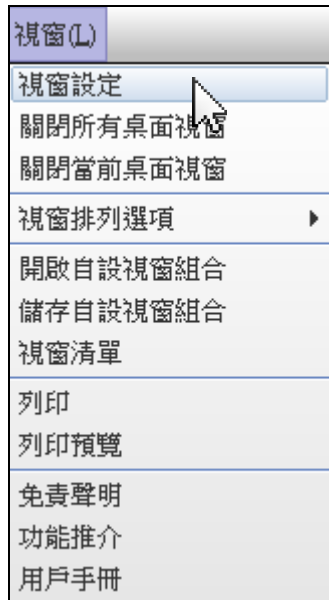 視窗(L)
視窗設定
關閉所有桌面視窗
關閉當前桌面視窗
視窗排列選項
開啟自設視窗組合
儲存自設視窗組合
視窗清單
列印
列印預覽
免責聲明
功能推介
用戶手冊